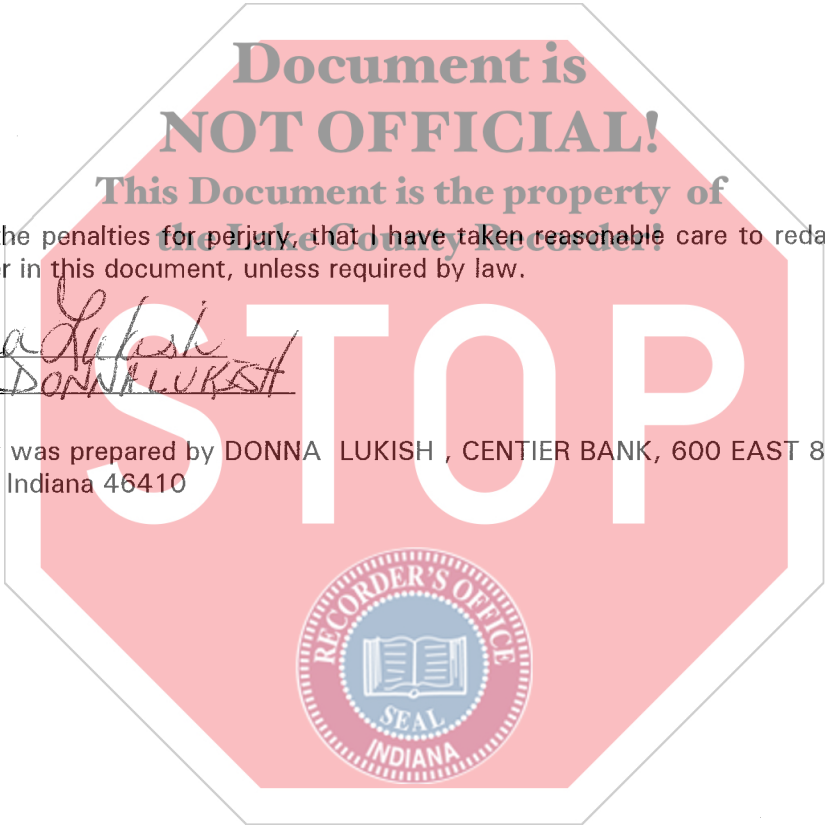 Document is
NOT OFFICIAL!
This Document is the property of
the Lake County Recorder!
the penalties for perjury, that I have taken reasonable care to reda
r in this document, unless required by law.
a Lukish
DONNA LUKISH
STOP
was prepared by DONNA LUKISH , CENTIER BANK, 600 EAST 8
Indiana 46410
RECORDER'S OFFICE
SEAL
INDIANA